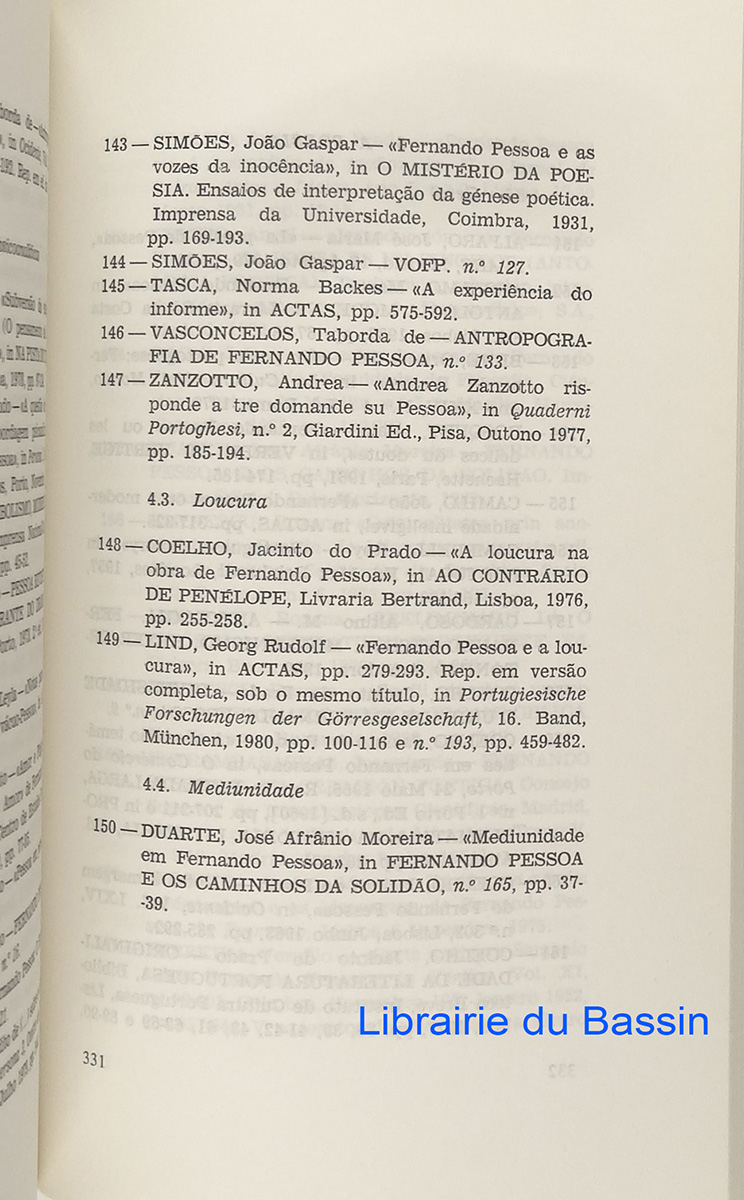 143 — SIMÕES, João Gaspar — «Fernando Pessoa e as
vozes da inocência», in O MISTÉRIO DA POE-
SIA. Ensaios de interpretação da génese poética.
Imprensa da Universidade, Coimbra, 1931,
pp. 169-193.
144 — SIMÕES, João Gaspar — VOFP. n.º 127.
145 — TASCA, Norma Backes — «A experiência do
informe», in ACTAS, pp. 575-592.
146 — VASCONCELOS, Taborda de — ANTROPOGRA-
FIA DE FERNANDO PESSOA, n.º 133.
147 — ZANZOTTO, Andrea — «Andrea Zanzotto ris-
ponde a tre domande su Pessoa», in Quaderni
Portoghesi, n.º 2, Giardini Ed., Pisa, Outono 1977,
pp. 185-194.
4.3. Loucura
148 — COELHO, Jacinto do Prado — «A loucura na
obra de Fernando Pessoa», in AO CONTRÁRIO
DE PENÉLOPE, Livraria Bertrand, Lisboa, 1976,
pp. 255-258.
149 — LIND, Georg Rudolf — «Fernando Pessoa e a lou-
cura», in ACTAS, pp. 279-293. Rep. em versão
completa, sob o mesmo título, in Portugiesische
Forschungen der Görresgeselschaft, 16. Band,
München, 1980, pp. 100-116 e n.º 193, pp. 459-482.
4.4. Mediunidade
150 — DUARTE, José Afrânio Moreira — «Mediunidade
em Fernando Pessoa», in FERNANDO PESSOA
E OS CAMINHOS DA SOLIDÃO, n.º 165, pp. 37-
-39.
Librairie du Bassin
331